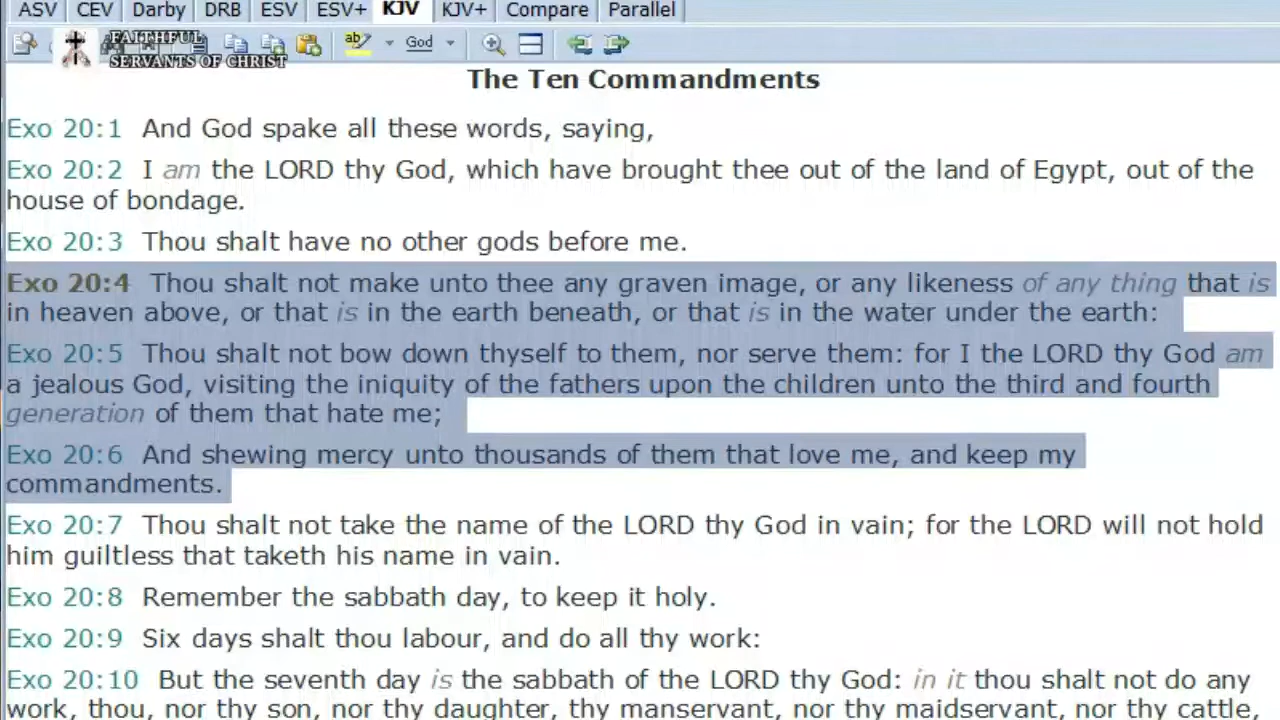 ASV CEV Darby DRB ESV ESV+ KJV KJV+ Compare Parallel
FAITHFUL
SERVANTS OF CHRIST
ab God
The Ten Commandments
Exo 20:1 And God spake all these words, saying,
Exo 20:2 I am the LORD thy God, which have brought thee out of the land of Egypt, out of the
house of bondage.
Exo 20:3 Thou shalt have no other gods before me.
Exo 20:4 Thou shalt not make unto thee any graven image, or any likeness of any thing that is
in heaven above, or that is in the earth beneath, or that is in the water under the earth:
Exo 20:5 Thou shalt not bow down thyself to them, nor serve them: for I the LORD thy God am
a jealous God, visiting the iniquity of the fathers upon the children unto the third and fourth
generation of them that hate me;
Exo 20:6 And shewing mercy unto thousands of them that love me, and keep my
commandments.
Exo 20:7 Thou shalt not take the name of the LORD thy God in vain; for the LORD will not hold
him guiltless that taketh his name in vain.
Exo 20:8 Remember the sabbath day, to keep it holy.
Exo 20:9 Six days shalt thou labour, and do all thy work:
Exo 20:10 But the seventh day is the sabbath of the LORD thy God: in it thou shalt not do any
work, thou, nor thy son, nor thy daughter, thy manservant, nor thy maidservant, nor thy cattle,